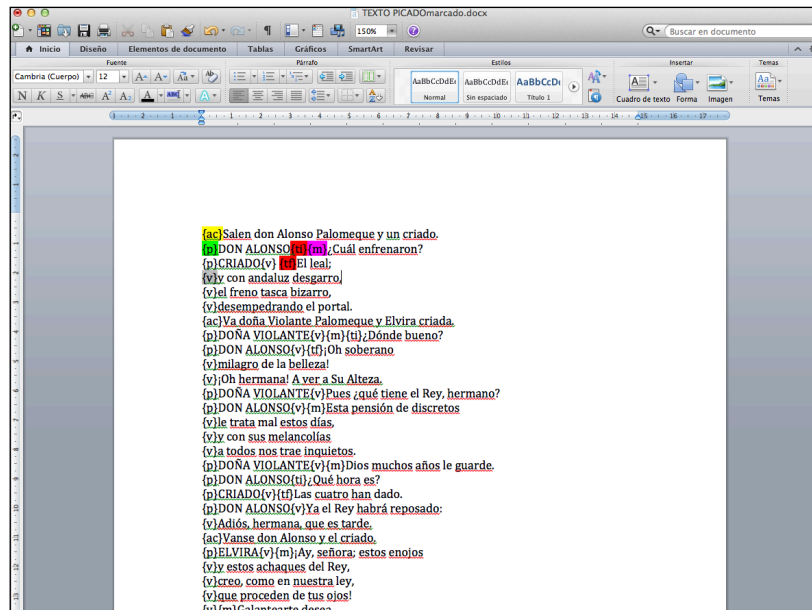 TEXTO PICADOmarcado.docx
150%
Buscar en documento
Inicio Diseño Elementos de documento Tablas Gráficos SmartArt Revisar
Fuente Párrafo Estilos Insertar Temas
Cambria (Cuerpo) 12 A A Aa
AaBbCcDdEe AaBbCcDdEe AaBbCcDc
N K S ABC A² A₂ A ABC A
Normal Sin espaciado Título 1 Cuadro de texto Forma Imagen Temas
{ac}Salen don Alonso Palomeque y un criado.
{p}DON ALONSO{ti}{m}¿Cuál enfrenaron?
{p}CRIADO{v} {tf}El leal;
{v}y con andaluz desgarro,
{v}el freno tasca bizarro,
{v}desempedrando el portal.
{ac}Va doña Violante Palomeque y Elvira criada.
{p}DOÑA VIOLANTE{v}{m}{ti}¿Dónde bueno?
{p}DON ALONSO{v}{tf}¡Oh soberano
{v}milagro de la belleza!
{v}¡Oh hermana! A ver a Su Alteza.
{p}DOÑA VIOLANTE{v}Pues ¿qué tiene el Rey, hermano?
{p}DON ALONSO{v}{m}Esta pensión de discretos
{v}le trata mal estos días,
{v}y con sus melancolías
{v}a todos nos trae inquietos.
{p}DOÑA VIOLANTE{v}{m}Dios muchos años le guarde.
{p}DON ALONSO{ti}¿Qué hora es?
{p}CRIADO{v}{tf}Las cuatro han dado.
{p}DON ALONSO{v}Ya el Rey habrá reposado:
{v}Adiós, hermana, que es tarde.
{ac}Vanse don Alonso y el criado.
{p}ELVIRA{v}{m}¡Ay, señora; estos enojos
{v}y estos achaques del Rey,
{v}creo, como en nuestra ley,
{v}que proceden de tus ojos!
{v}{m}Galantearte desea